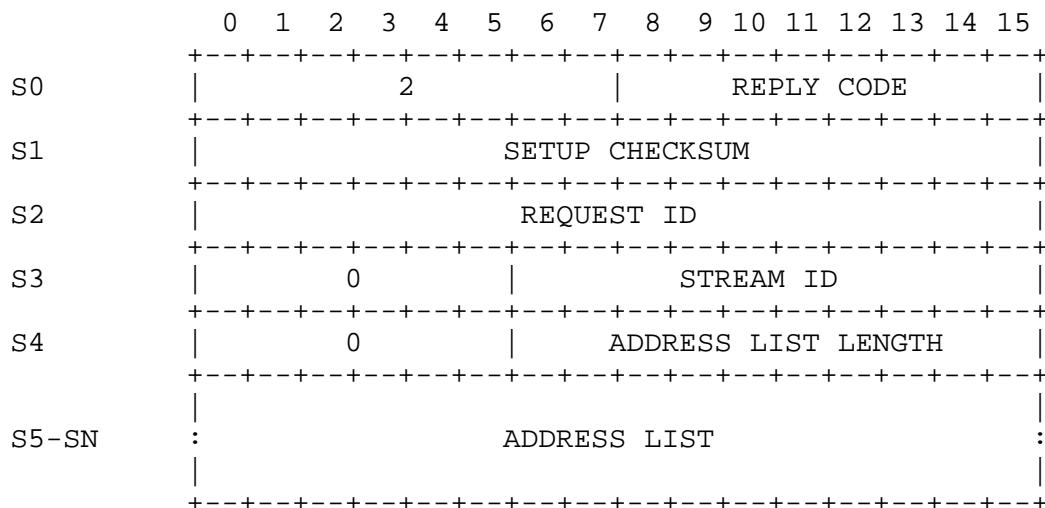 0 1 2 3 4 5 6 7 8 9 10 11 12 13 14 15
+--+--+--+--+--+--+--+--+--+--+--+--+--+--+--+--+
S0 | 2 | REPLY CODE |
+--+--+--+--+--+--+--+--+--+--+--+--+--+--+--+--+
S1 | SETUP CHECKSUM |
+--+--+--+--+--+--+--+--+--+--+--+--+--+--+--+--+
S2 | REQUEST ID |
+--+--+--+--+--+--+--+--+--+--+--+--+--+--+--+--+
S3 | 0 | STREAM ID |
+--+--+--+--+--+--+--+--+--+--+--+--+--+--+--+--+
S4 | 0 | ADDRESS LIST LENGTH |
+--+--+--+--+--+--+--+--+--+--+--+--+--+--+--+--+
| |
S5-SN : ADDRESS LIST :
| |
+--+--+--+--+--+--+--+--+--+--+--+--+--+--+--+--+